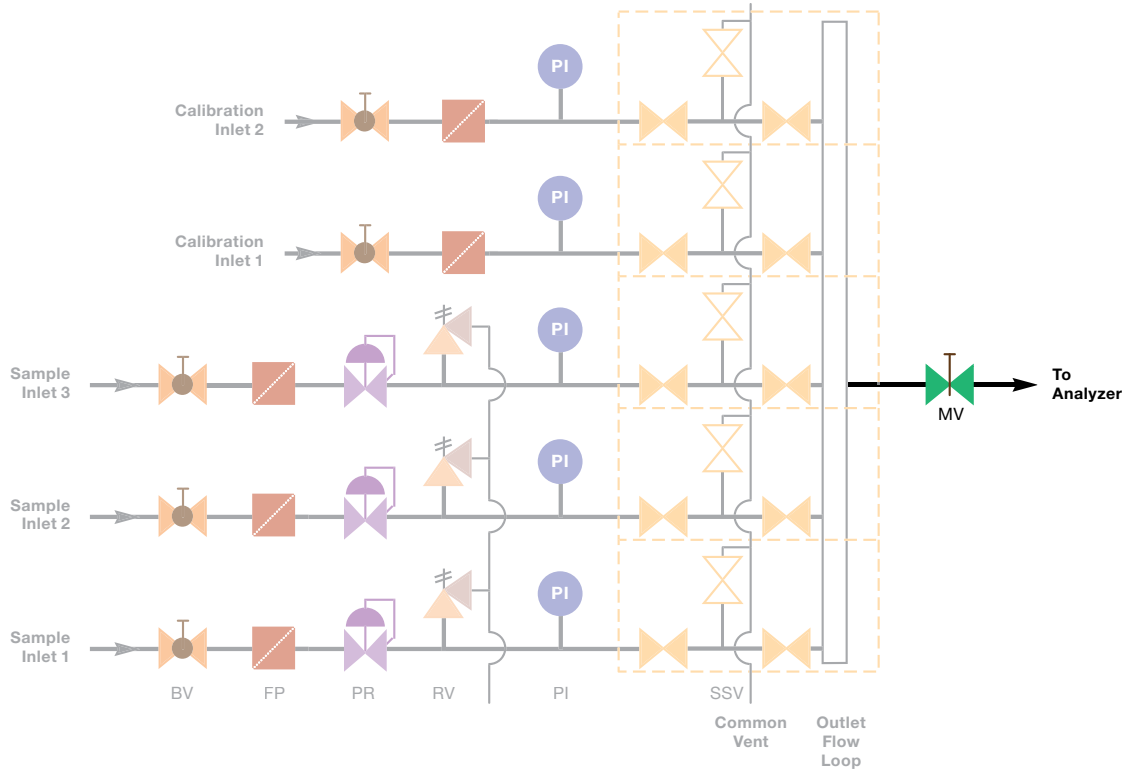 PI
Calibration
Inlet 2
PI
Calibration
Inlet 1
PI
Sample
Inlet 3
To
Analyzer
MV
PI
Sample
Inlet 2
PI
Sample
Inlet 1
BV FP PR RV PI SSV
Common
Vent
Outlet
Flow
Loop